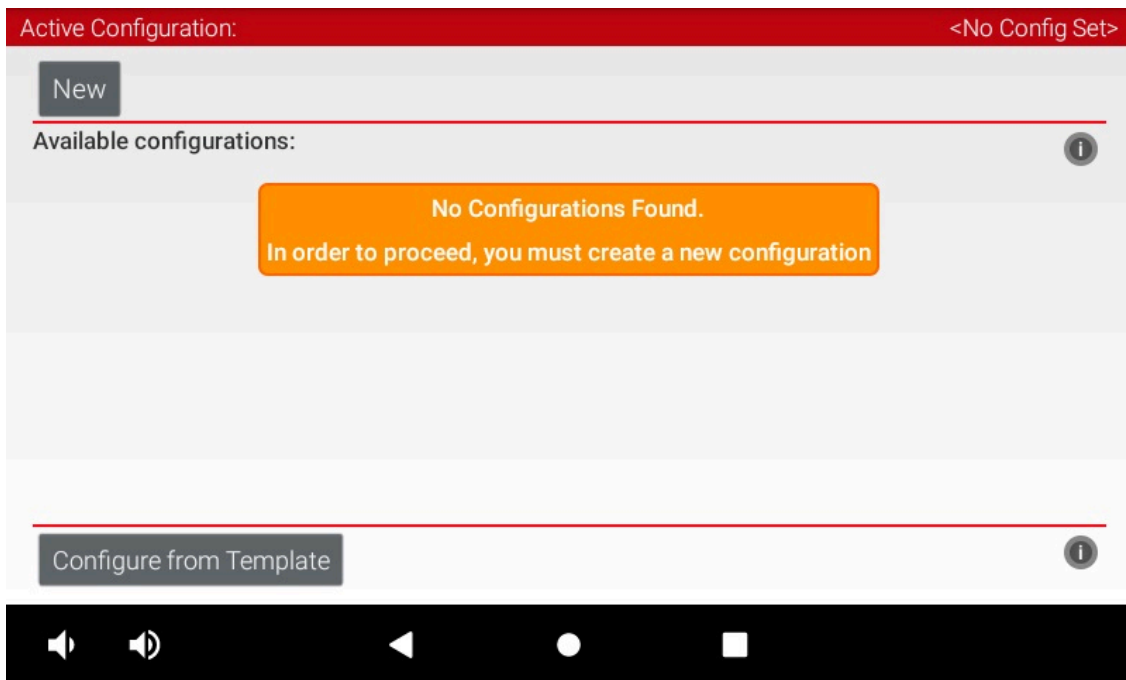 Active Configuration: <No Config Set>
New
Available configurations:
No Configurations Found.
In order to proceed, you must create a new configuration
Configure from Template